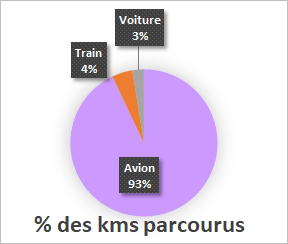 Voiture
3%
Train
4%
Avion
93%
% des kms parcourus